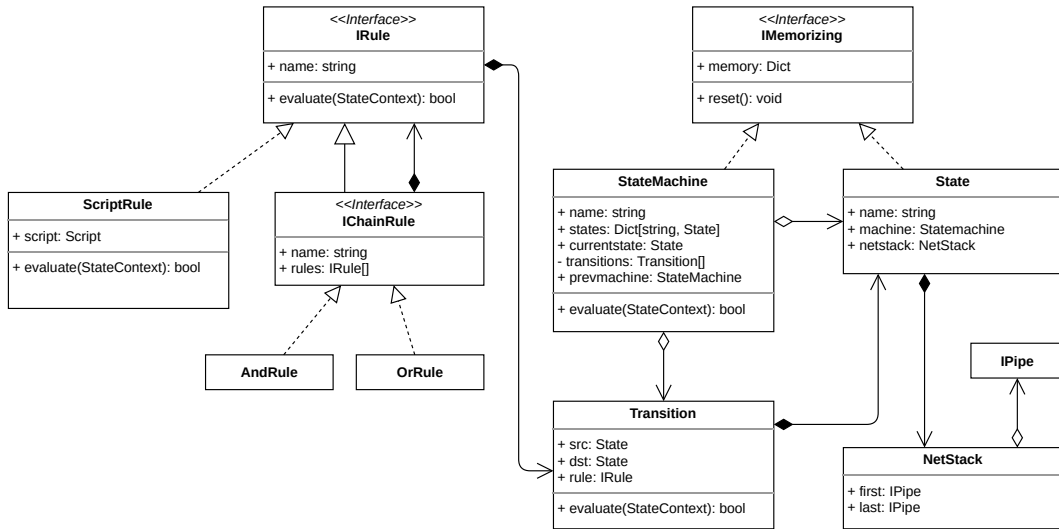 <<Interface>>
IRule
+ name: string
+ evaluate(StateContext): bool
<<Interface>>
IMemorizing
+ memory: Dict
+ reset(): void
ScriptRule
+ script: Script
+ evaluate(StateContext): bool
<<Interface>>
IChainRule
+ name: string
+ rules: IRule[]
StateMachine
+ name: string
+ states: Dict[string, State]
+ currentstate: State
- transitions: Transition[]
+ prevmachine: StateMachine
+ evaluate(StateContext): bool
State
+ name: string
+ machine: Statemachine
+ netstack: NetStack
AndRule
OrRule
IPipe
Transition
+ src: State
+ dst: State
+ rule: IRule
+ evaluate(StateContext): bool
NetStack
+ first: IPipe
+ last: IPipe